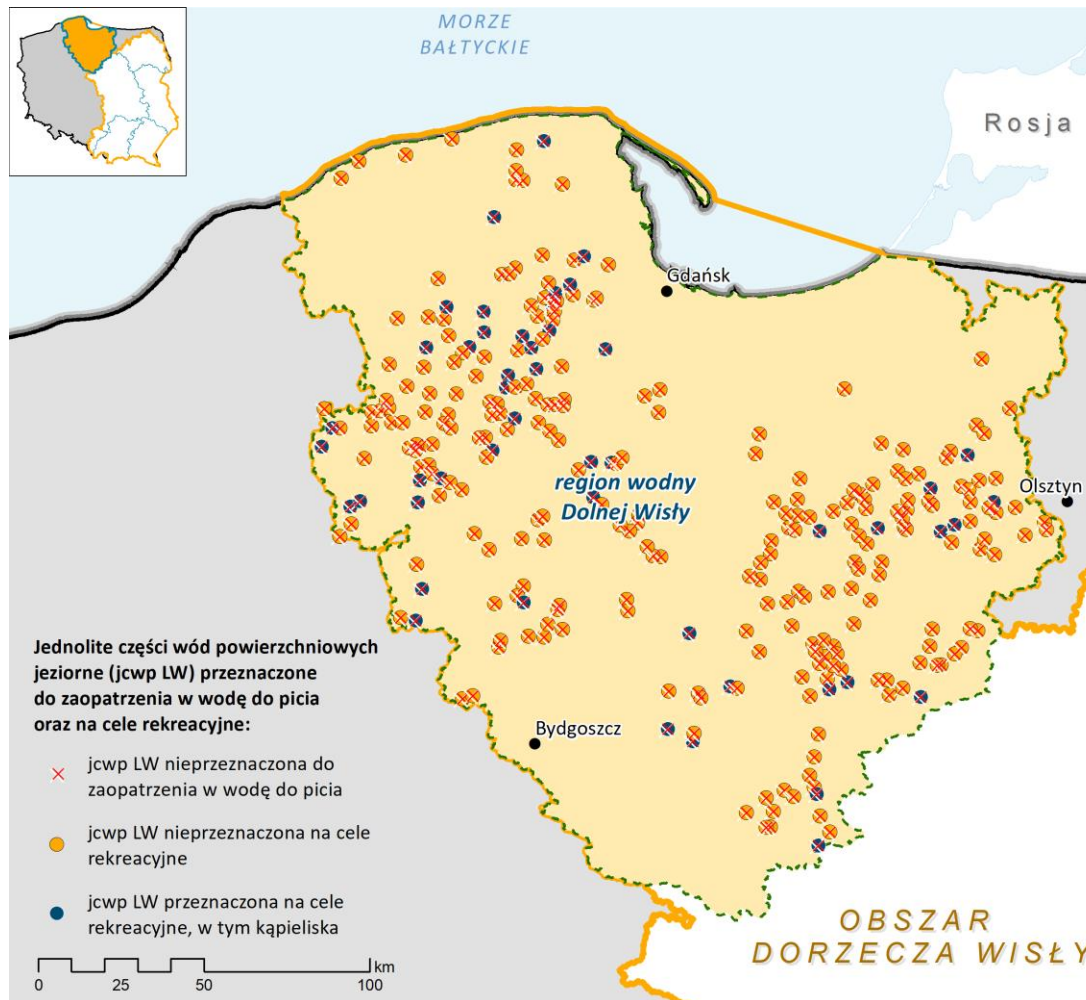 MORZE
BAŁTYCKIE
Rosja
Gdańsk
region wodny
Dolnej Wisły
Olsztyn
Bydgoszcz
Jednolite części wód powierzchniowych
jeziorne (jcwp LW) przeznaczone
do zaopatrzenia w wodę do picia
oraz na cele rekreacyjne:
jcwp LW nieprzeznaczona do
zaopatrzenia w wodę do picia
jcwp LW nieprzeznaczona na cele
rekreacyjne
jcwp LW przeznaczona na cele
rekreacyjne, w tym kąpieliska
km
0 25 50 100
OBSZAR
DORZECZA WISŁY